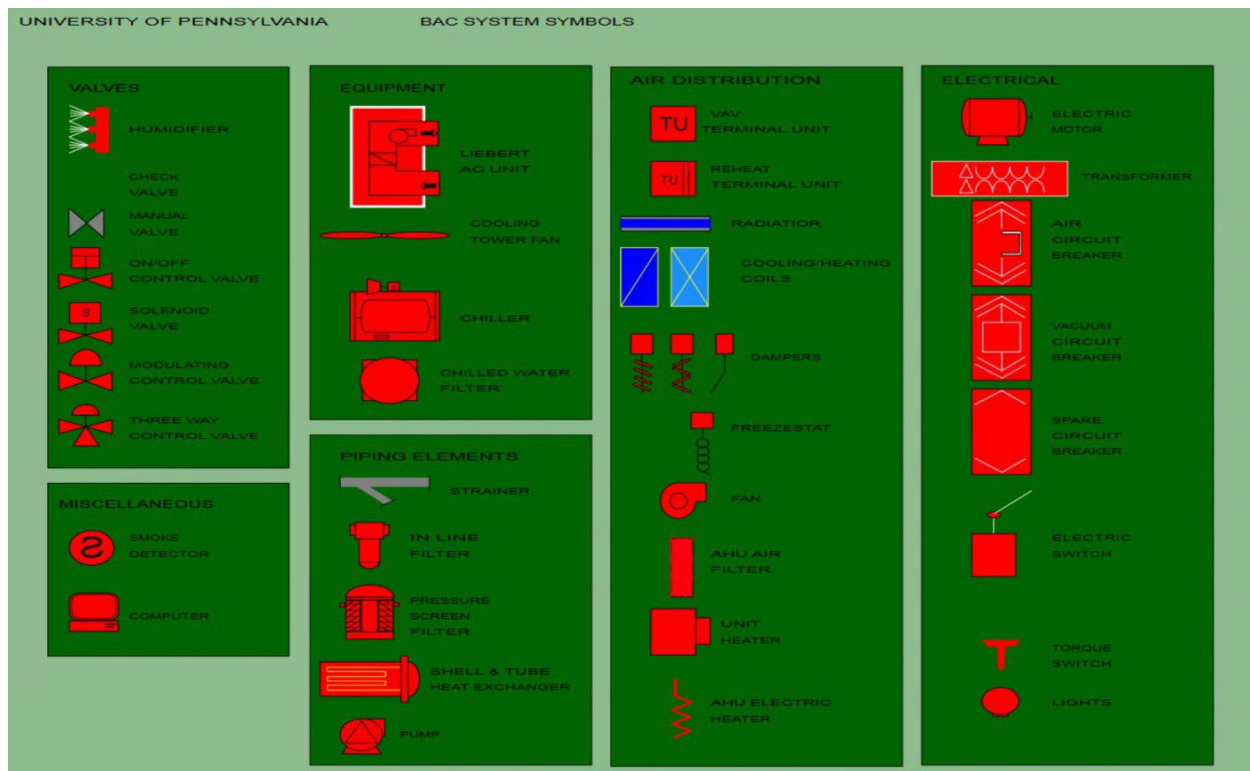 UNIVERSITY OF PENNSYLVANIA BAC SYSTEM SYMBOLS
VALVES
HUMIDIFIER
CHECK
VALVE
MANUAL
VALVE
ON/OFF
CONTROL VALVE
S
SOLENOID
VALVE
MODULATING
CONTROL VALVE
THREE WAY
CONTROL VALVE
MISCELLANEOUS
S
SMOKE
DETECTOR
COMPUTER
EQUIPMENT
LIEBERT
AC UNIT
COOLING
TOWER FAN
CHILLER
CHILLED WATER
FILTER
PIPING ELEMENTS
STRAINER
IN LINE
FILTER
PRESSURE
SCREEN
FILTER
SHELL & TUBE
HEAT EXCHANGER
PUMP
AIR DISTRIBUTION
TU
VAV
TERMINAL UNIT
TU
REHEAT
TERMINAL UNIT
RADIATIOR
COOLING/HEATING
COILS
DAMPERS
FREEZESTAT
FAN
AHU AIR
FILTER
UNIT
HEATER
AHU ELECTRIC
HEATER
ELECTRICAL
ELECTRIC
MOTOR
TRANSFORMER
AIR
CIRCUIT
BREAKER
VACUUM
CIRCUIT
BREAKER
SPARE
CIRCUIT
BREAKER
ELECTRIC
SWITCH
TORQUE
SWITCH
LIGHTS